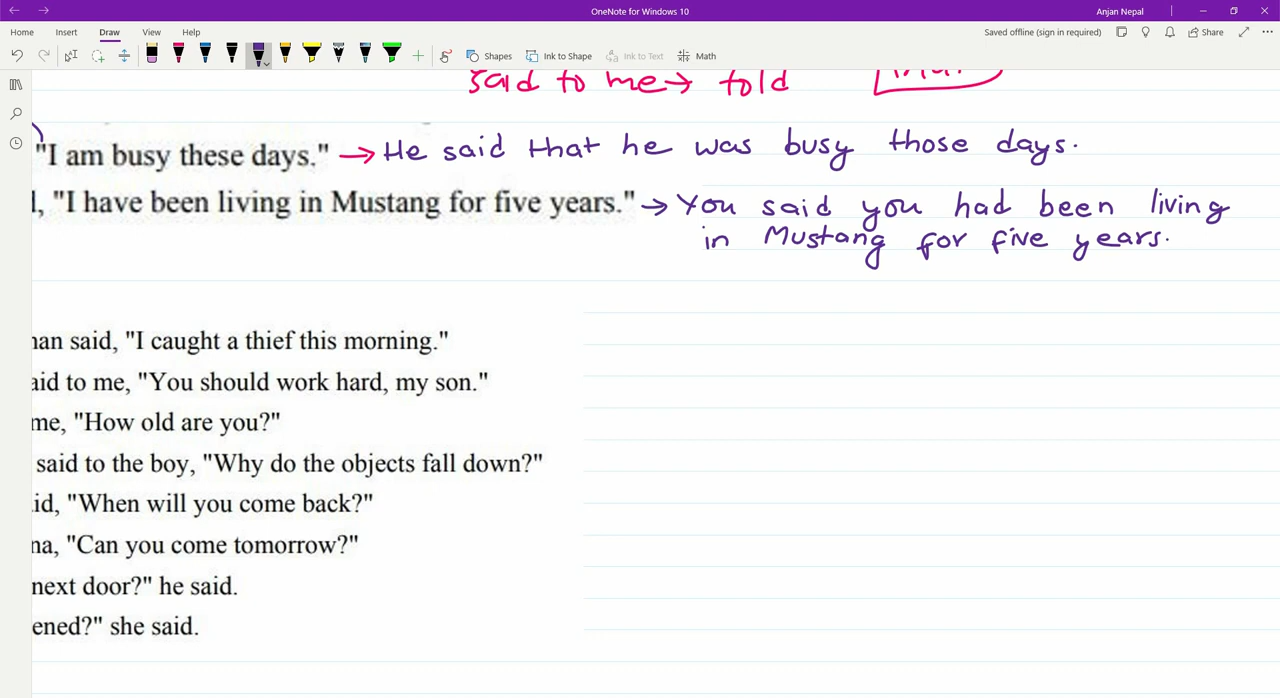 OneNote for Windows 10
Anjan Nepal
Home Insert Draw View Help
Saved offline (sign in required) Share
Shapes Ink to Shape Ink to Text Math
said to me → told
"I am busy these days." → He said that he was busy those days.
, "I have been living in Mustang for five years." → You said you had been living
in Mustang for five years.
said, "I caught a thief this morning."
to me, "You should work hard, my son."
me, "How old are you?"
said to the boy, "Why do the objects fall down?"
"When will you come back?"
"Can you come tomorrow?"
next door?" he said.
ened?" she said.